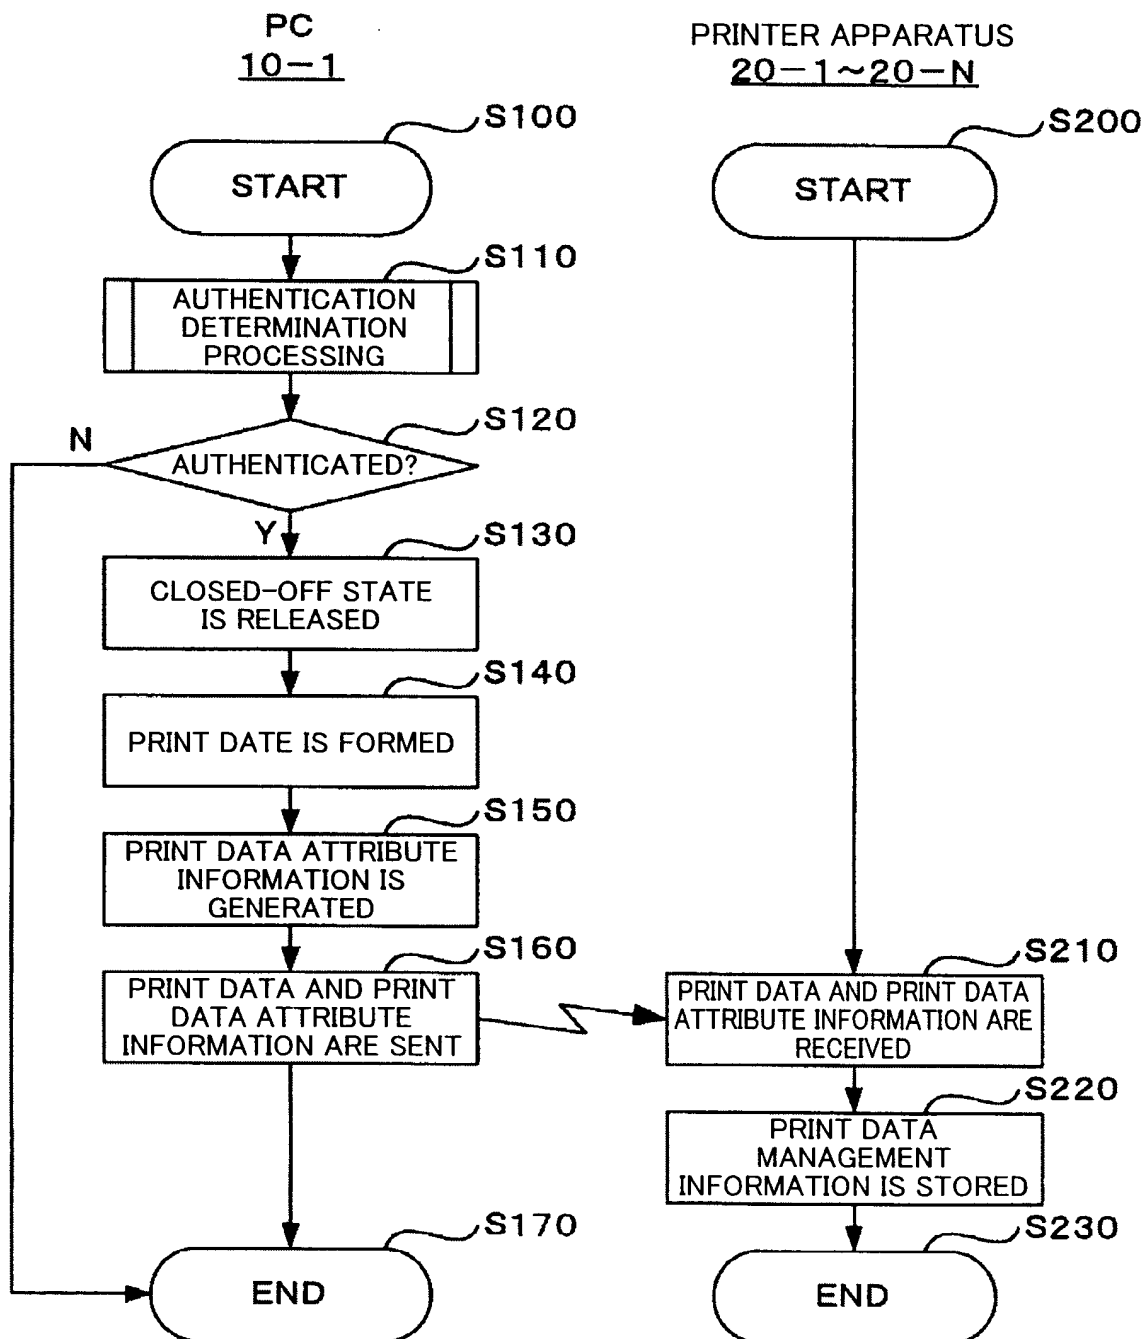 PC
10-1
PRINTER APPARATUS
20-1~20-N
S100
START
S110
AUTHENTICATION
DETERMINATION
PROCESSING
S120
N
AUTHENTICATED?
Y
S130
CLOSED-OFF STATE
IS RELEASED
S140
PRINT DATE IS FORMED
S150
PRINT DATA ATTRIBUTE
INFORMATION IS
GENERATED
S160
PRINT DATA AND PRINT
DATA ATTRIBUTE
INFORMATION ARE SENT
S170
END
S200
START
S210
PRINT DATA AND PRINT DATA
ATTRIBUTE INFORMATION ARE
RECEIVED
S220
PRINT DATA
MANAGEMENT
INFORMATION IS STORED
S230
END